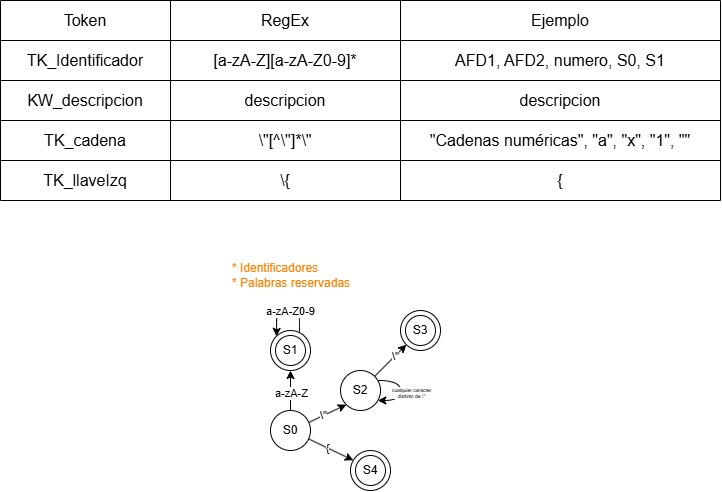 Token RegEx Ejemplo
TK_Identificador [a-zA-Z][a-zA-Z0-9]* AFD1, AFD2, numero, S0, S1
KW_descripcion descripcion descripcion
TK_cadena \"[^\"]*\" "Cadenas numéricas", "a", "x", "1", ""
TK_llaveIzq \{ {
* Identificadores
* Palabras reservadas
a-zA-Z0-9
S3
S1
\"
S2
cualquier caracter
distinto de \"
a-zA-Z
\"
S0
{
S4